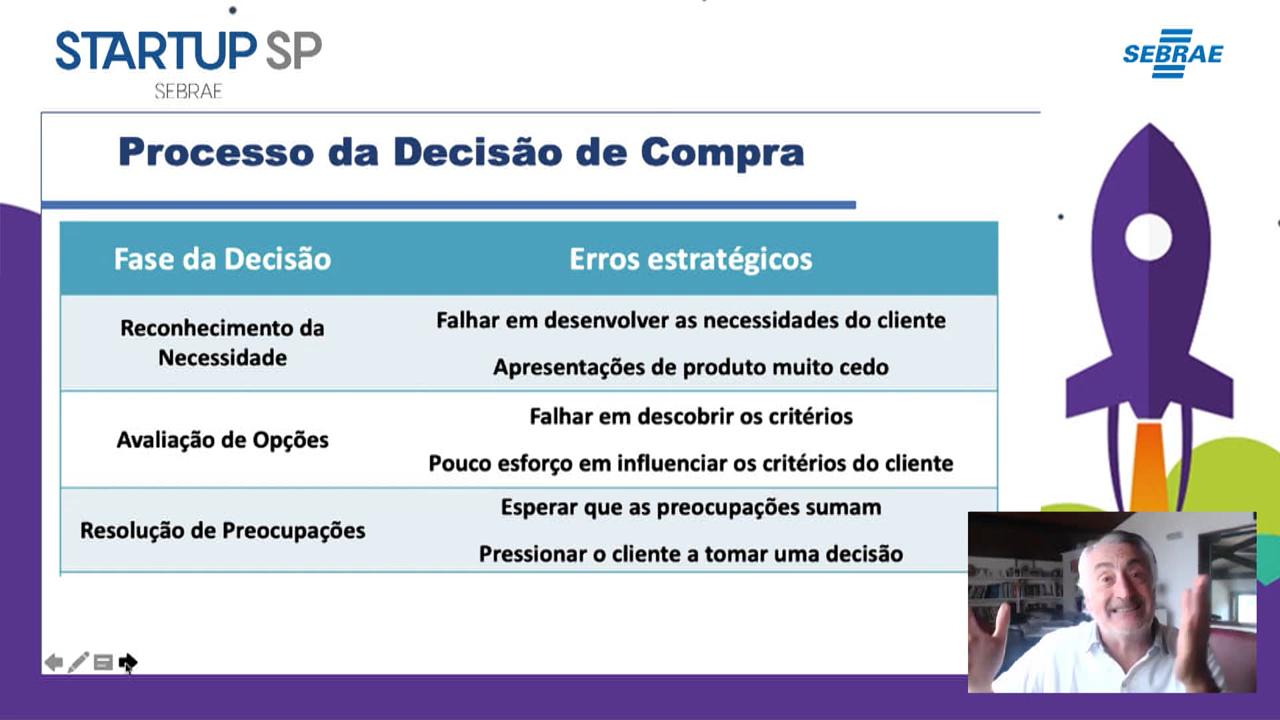 STARTUP SP
SEBRAE
SEBRAE
Processo da Decisão de Compra
Fase da Decisão
Erros estratégicos
Reconhecimento da
Necessidade
Falhar em desenvolver as necessidades do cliente
Apresentações de produto muito cedo
Avaliação de Opções
Falhar em descobrir os critérios
Pouco esforço em influenciar os critérios do cliente
Resolução de Preocupações
Esperar que as preocupações sumam
Pressionar o cliente a tomar uma decisão